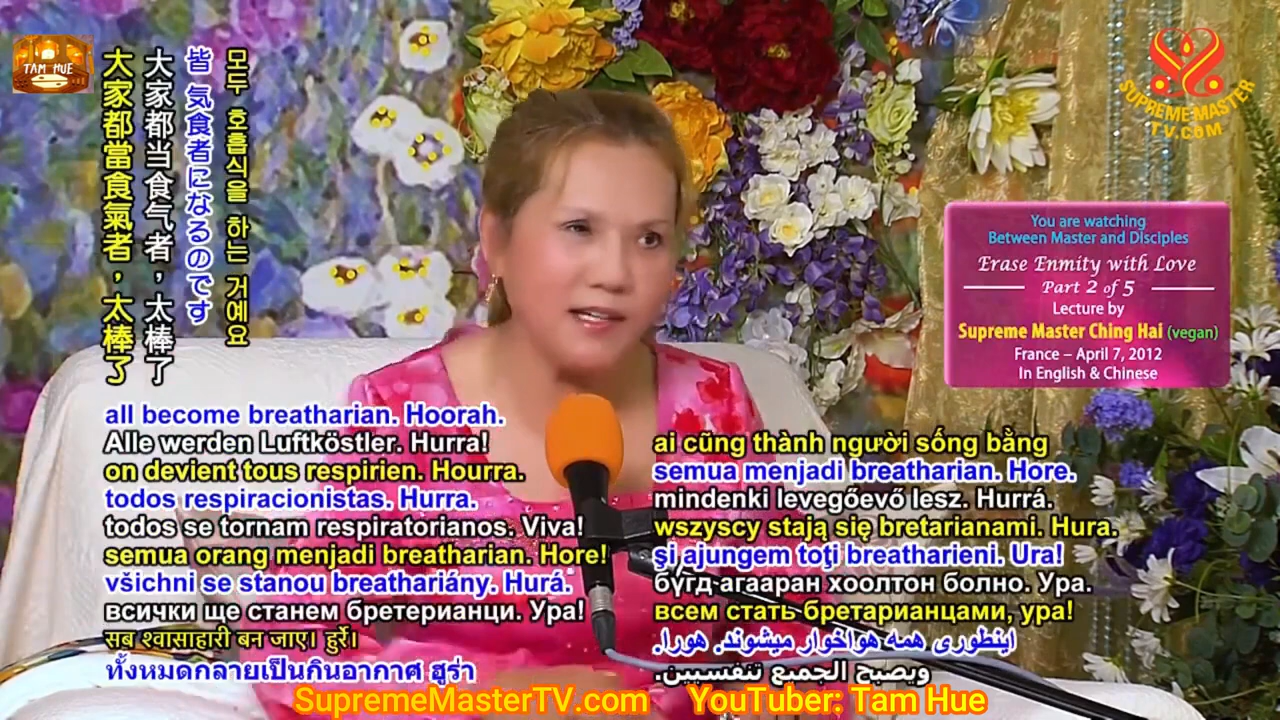 TAM HUE
SUPREME MASTER
TV.COM
모두 호흡식을 하는 거예요
皆 気食者になるのです
大家都当食气者，太棒了
大家都當食氣者，太棒了
You are watching
Between Master and Disciples
Erase Enmity with Love
Part 2 of 5
Lecture by
Supreme Master Ching Hai (vegan)
France – April 7, 2012
In English & Chinese
all become breatharian. Hoorah.
Alle werden Luftköstler. Hurra!
on devient tous respirien. Hourra.
todos respiracionistas. Hurra.
todos se tornam respiratorianos. Viva!
semua orang menjadi breatharian. Hore!
všichni se stanou breathariány. Hurá.
всички ще станем бретерианци. Ура!
सब श्वासाहारी बन जाए। हुर्रे।
ทั้งหมดกลายเป็นกินอากาศ ฮูร่า
ai cũng thành người sống bằng
semua menjadi breatharian. Hore.
mindenki levegőevő lesz. Hurrá.
wszyscy stają się bretarianami. Hura.
şi ajungem toţi breatharieni. Ura!
бүгд агааран хоолтон болно. Ура.
всем стать бретарианцами, ура!
اینطوری همه هواخوار میشوند. هورا.
ويصبح الجميع تنفسيين.
SupremeMasterTV.com YouTuber: Tam Hue